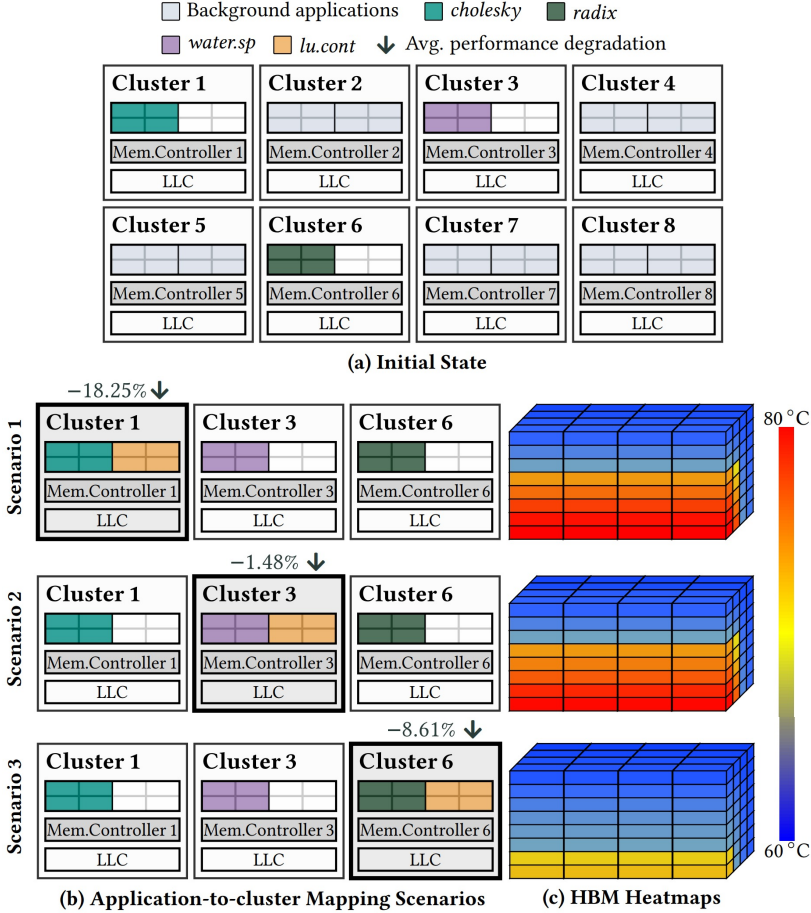 Background applications cholesky radix
water.sp lu.cont Avg. performance degradation
Cluster 1 Cluster 2 Cluster 3 Cluster 4
Mem.Controller 1 Mem.Controller 2 Mem.Controller 3 Mem.Controller 4
LLC LLC LLC LLC
Cluster 5 Cluster 6 Cluster 7 Cluster 8
Mem.Controller 5 Mem.Controller 6 Mem.Controller 7 Mem.Controller 8
LLC LLC LLC LLC
(a) Initial State
−18.25%
Scenario 1
Cluster 1 Cluster 3 Cluster 6
Mem.Controller 1 Mem.Controller 3 Mem.Controller 6
LLC LLC LLC
80 °C
−1.48%
Scenario 2
Cluster 1 Cluster 3 Cluster 6
Mem.Controller 1 Mem.Controller 3 Mem.Controller 6
LLC LLC LLC
−8.61%
Scenario 3
Cluster 1 Cluster 3 Cluster 6
Mem.Controller 1 Mem.Controller 3 Mem.Controller 6
LLC LLC LLC
60 °C
(b) Application-to-cluster Mapping Scenarios (c) HBM Heatmaps